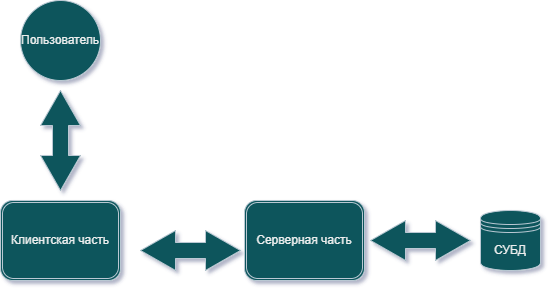 Пользователь
Клиентская часть
Серверная часть
СУБД